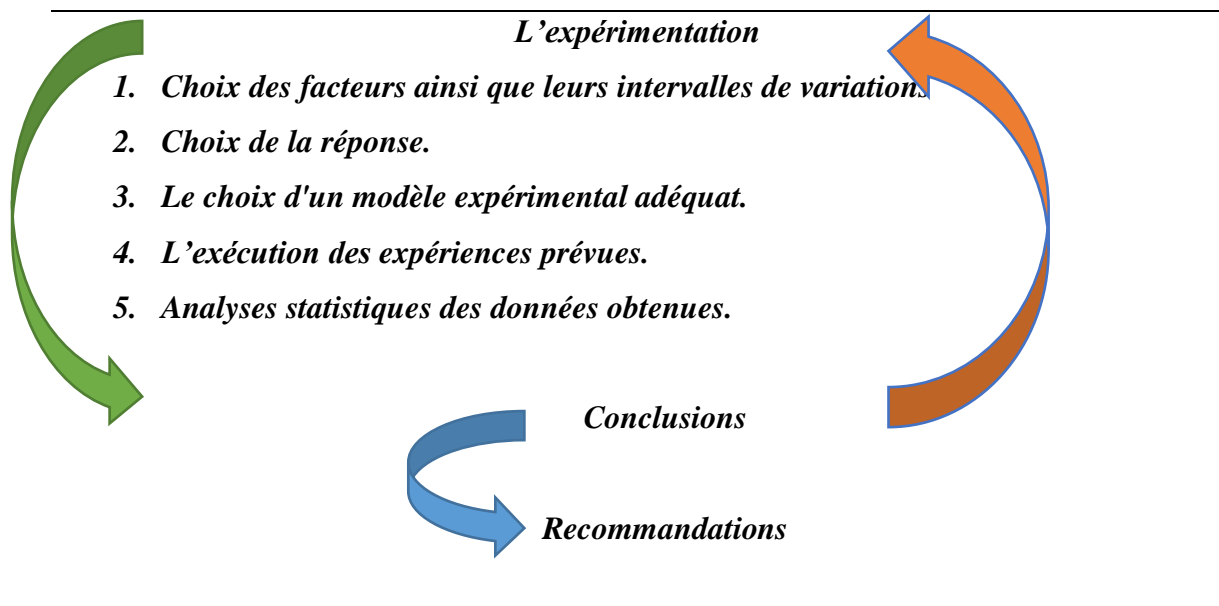 L’expérimentation
1. Choix des facteurs ainsi que leurs intervalles de variations
2. Choix de la réponse.
3. Le choix d'un modèle expérimental adéquat.
4. L’exécution des expériences prévues.
5. Analyses statistiques des données obtenues.
Conclusions
Recommandations